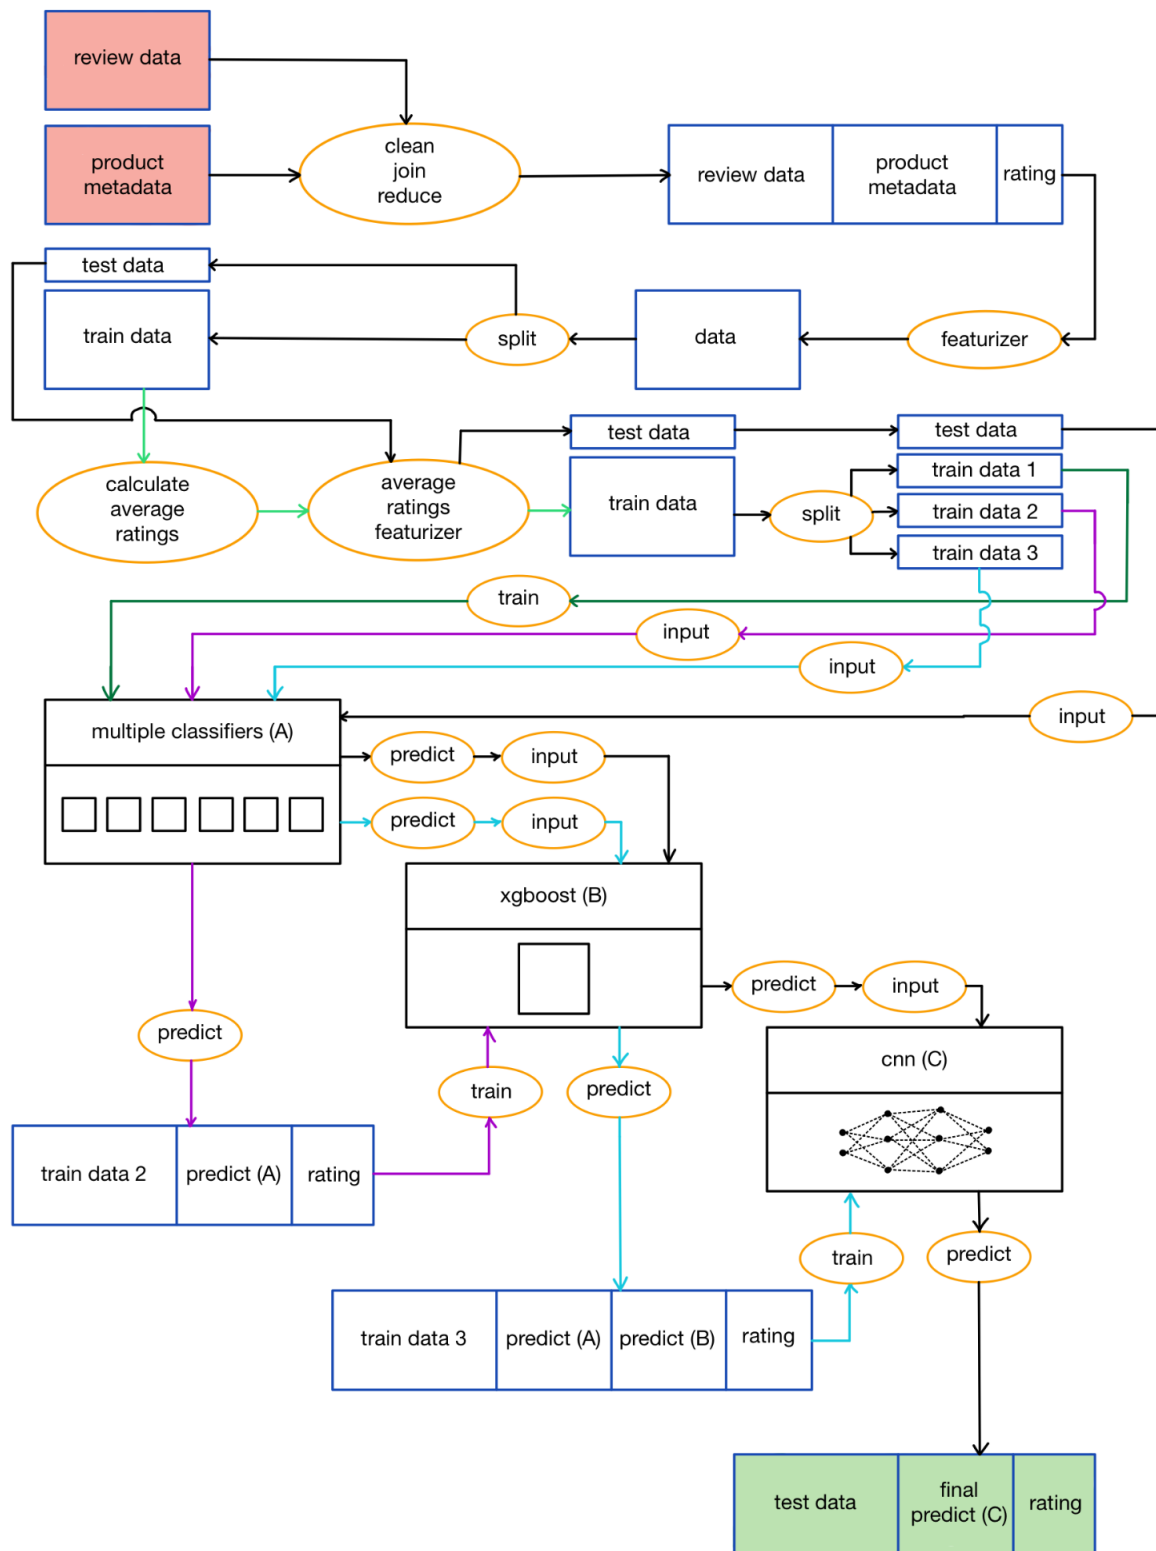 review data
product
metadata
clean
join
reduce
review data
product
metadata
rating
test data
train data
split
data
featurizer
calculate
average
ratings
average
ratings
featurizer
test data
train data
split
test data
train data 1
train data 2
train data 3
train
input
input
input
multiple classifiers (A)
predict
input
predict
input
xgboost (B)
predict
input
predict
train
predict
cnn (C)
train data 2
predict (A)
rating
train
predict
train data 3
predict (A)
predict (B)
rating
test data
final
predict (C)
rating